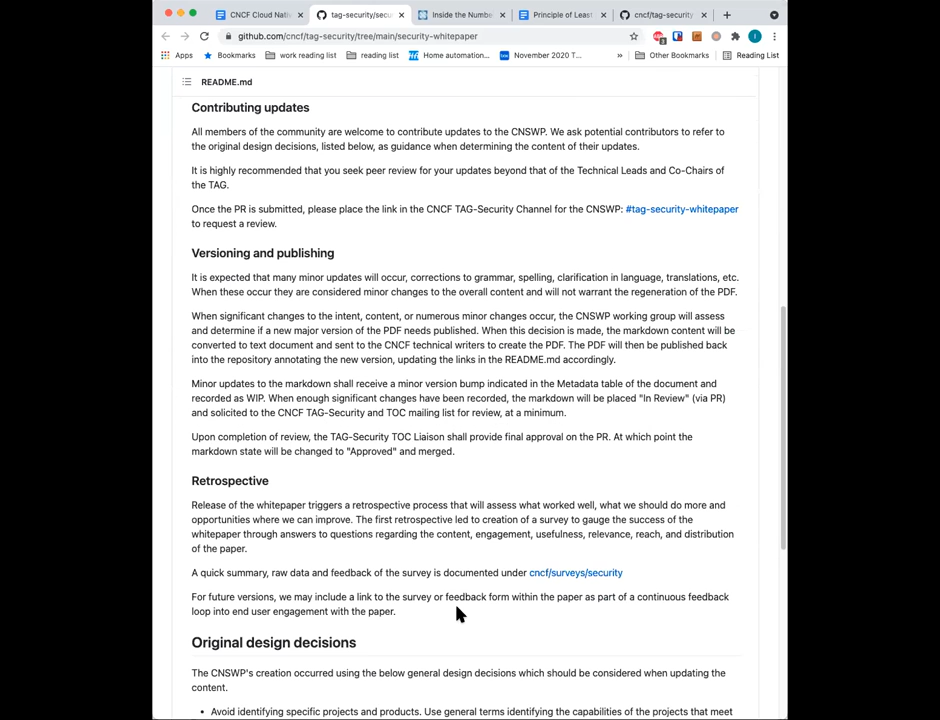 CNCF Cloud Nati
tag-security/secu
Inside the Numbe
Principle of Least
cncf/tag-security
github.com/cncf/tag-security/tree/main/security-whitepaper
Apps
Bookmarks
work reading list
reading list
Home automation...
November 2020 T...
»
Other Bookmarks
Reading List
README.md
Contributing updates
All members of the community are welcome to contribute updates to the CNSWP. We ask potential contributors to refer to
the original design decisions, listed below, as guidance when determining the content of their updates.
It is highly recommended that you seek peer review for your updates beyond that of the Technical Leads and Co-Chairs of
the TAG.
Once the PR is submitted, please place the link in the CNCF TAG-Security Channel for the CNSWP: #tag-security-whitepaper
to request a review.
Versioning and publishing
It is expected that many minor updates will occur, corrections to grammar, spelling, clarification in language, translations, etc.
When these occur they are considered minor changes to the overall content and will not warrant the regeneration of the PDF.
When significant changes to the intent, content, or numerous minor changes occur, the CNSWP working group will assess
and determine if a new major version of the PDF needs published. When this decision is made, the markdown content will be
converted to text document and sent to the CNCF technical writers to create the PDF. The PDF will then be published back
into the repository annotating the new version, updating the links in the README.md accordingly.
Minor updates to the markdown shall receive a minor version bump indicated in the Metadata table of the document and
recorded as WIP. When enough significant changes have been recorded, the markdown will be placed "In Review" (via PR)
and solicited to the CNCF TAG-Security and TOC mailing list for review, at a minimum.
Upon completion of review, the TAG-Security TOC Liaison shall provide final approval on the PR. At which point the
markdown state will be changed to "Approved" and merged.
Retrospective
Release of the whitepaper triggers a retrospective process that will assess what worked well, what we should do more and
opportunities where we can improve. The first retrospective led to creation of a survey to gauge the success of the
whitepaper through answers to questions regarding the content, engagement, usefulness, relevance, reach, and distribution
of the paper.
A quick summary, raw data and feedback of the survey is documented under cncf/surveys/security
For future versions, we may include a link to the survey or feedback form within the paper as part of a continuous feedback
loop into end user engagement with the paper.
Original design decisions
The CNSWP's creation occurred using the below general design decisions which should be considered when updating the
content.
• Avoid identifying specific projects and products. Use general terms identifying the capabilities of the projects that meet